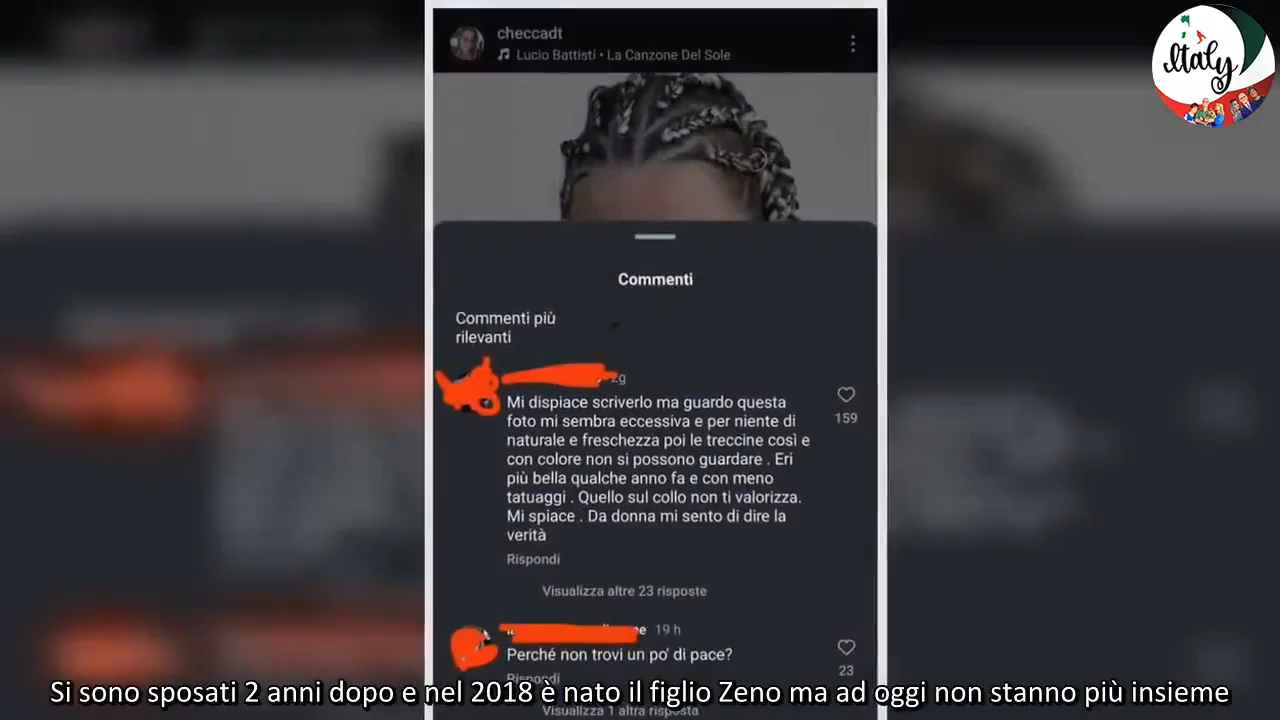 checcadt
Lucio Battisti • La Canzone Del Sole
Italy
Commenti
Commenti più
rilevanti
2g
Mi dispiace scriverlo ma guardo questa
foto mi sembra eccessiva e per niente di
naturale e freschezza poi le treccine così e
con colore non si possono guardare . Eri
più bella qualche anno fa e con meno
tatuaggi . Quello sul collo non ti valorizza.
Mi spiace . Da donna mi sento di dire la
verità
159
Rispondi
Visualizza altre 23 risposte
19 h
Perché non trovi un po' di pace?
23
Rispondi
Si sono sposati 2 anni dopo e nel 2018 è nato il figlio Zeno ma ad oggi non stanno più insieme
Visualizza 1 altra risposta